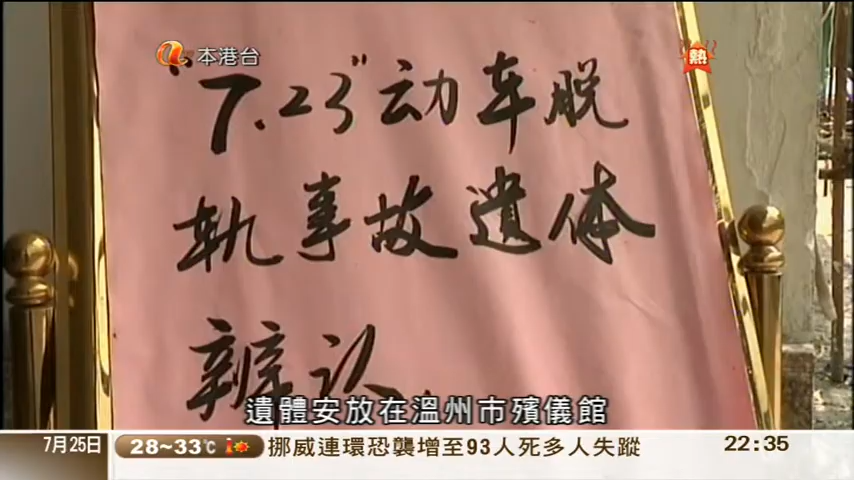 本港台
熱
"7.23"动车脱
轨事故遗体
辨认
遺體安放在溫州市殯儀館
7月25日 28~33℃ 挪威連環恐襲增至93人死多人失蹤 22:35